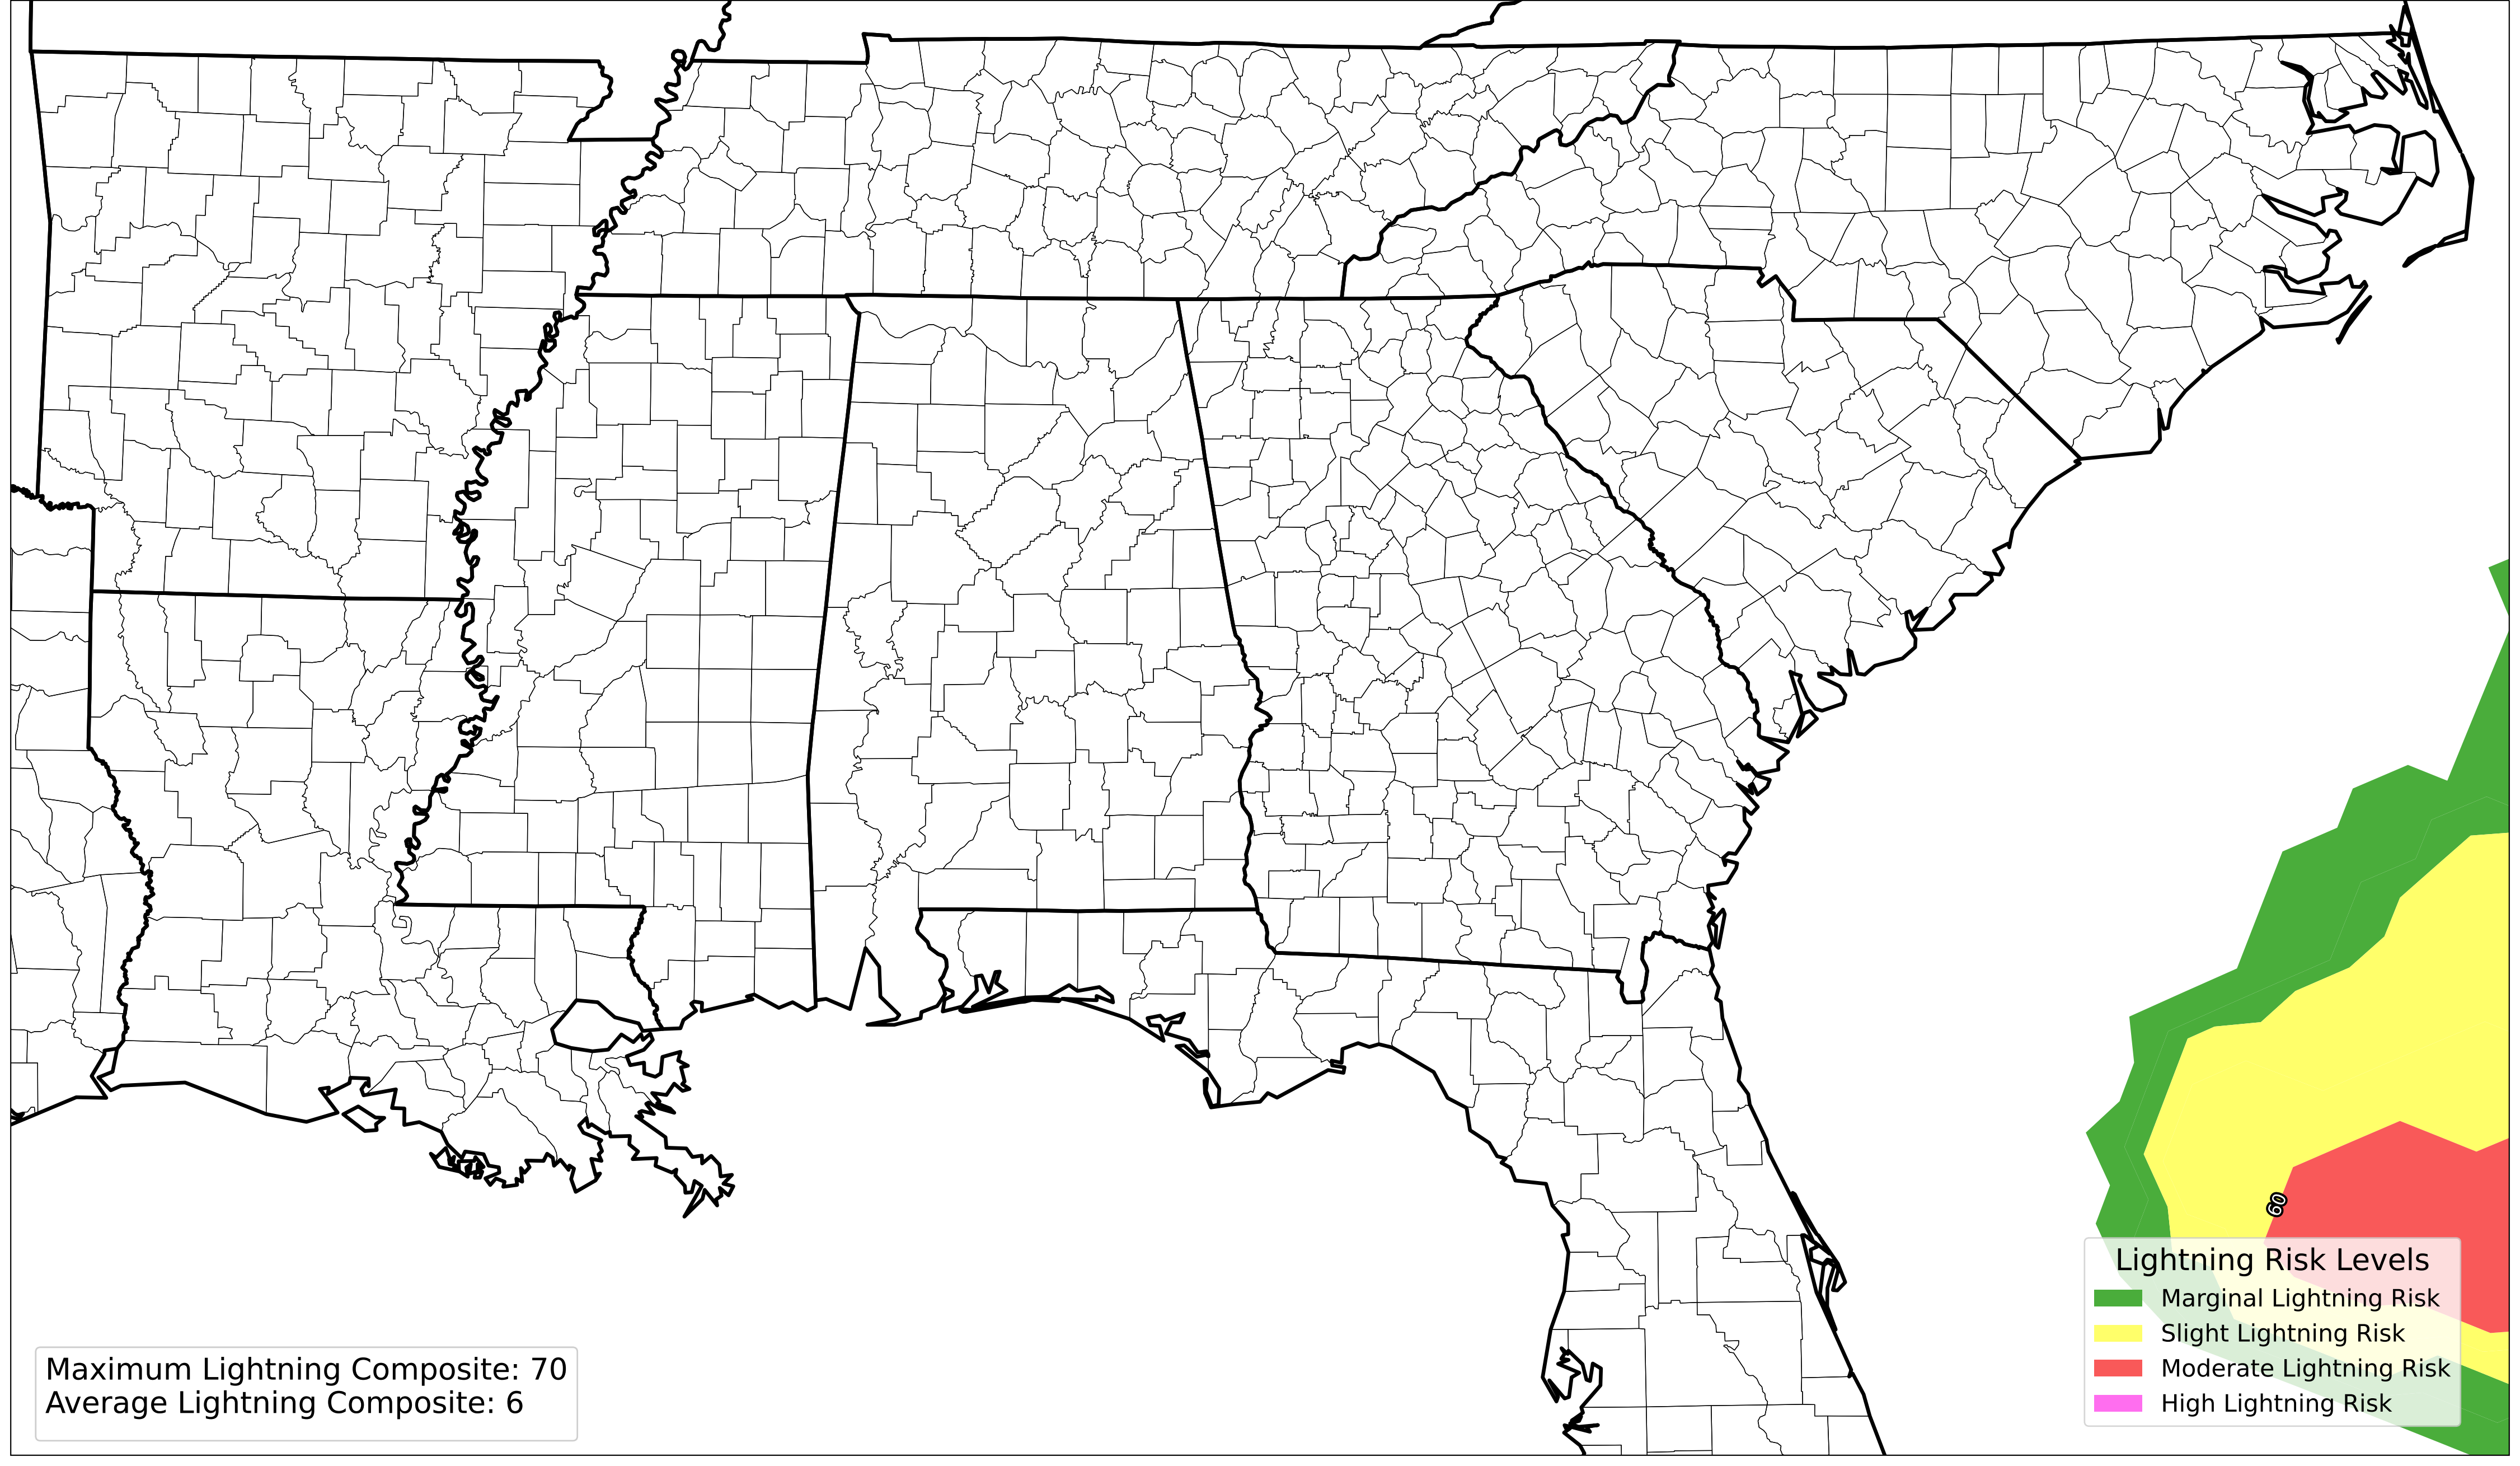 60
Lightning Risk Levels
Marginal Lightning Risk
Slight Lightning Risk
Moderate Lightning Risk
High Lightning Risk
Maximum Lightning Composite: 70
Average Lightning Composite: 6